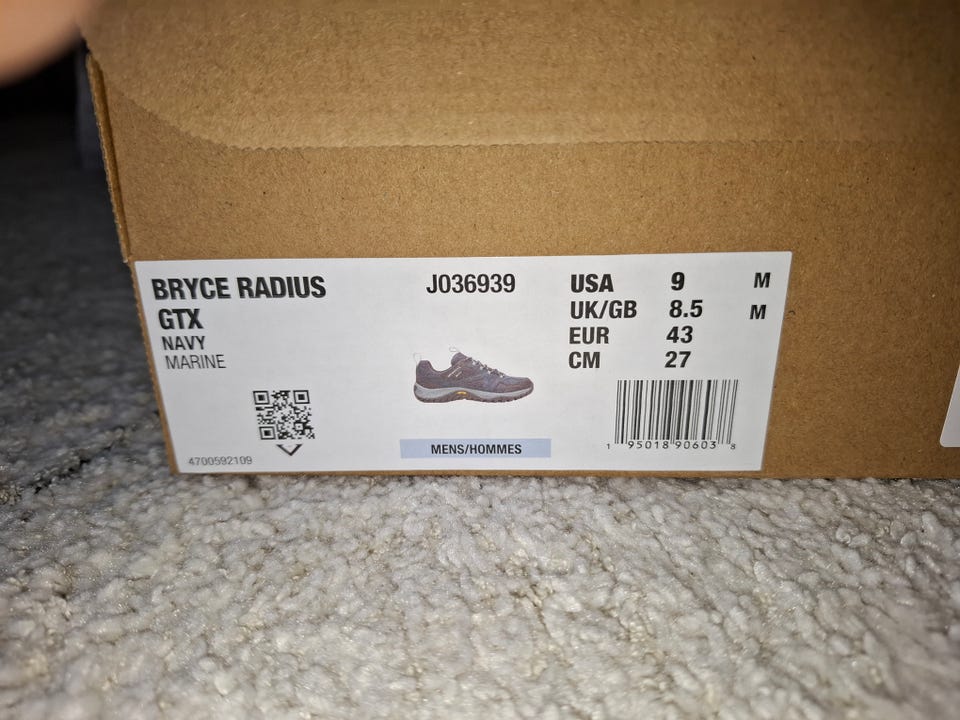 BRYCE RADIUS
GTX
NAVY
MARINE
4700592109
J036939
MENS/HOMMES
USA 9 M
UK/GB 8.5 M
EUR 43
CM 27
1 95018 90603 8